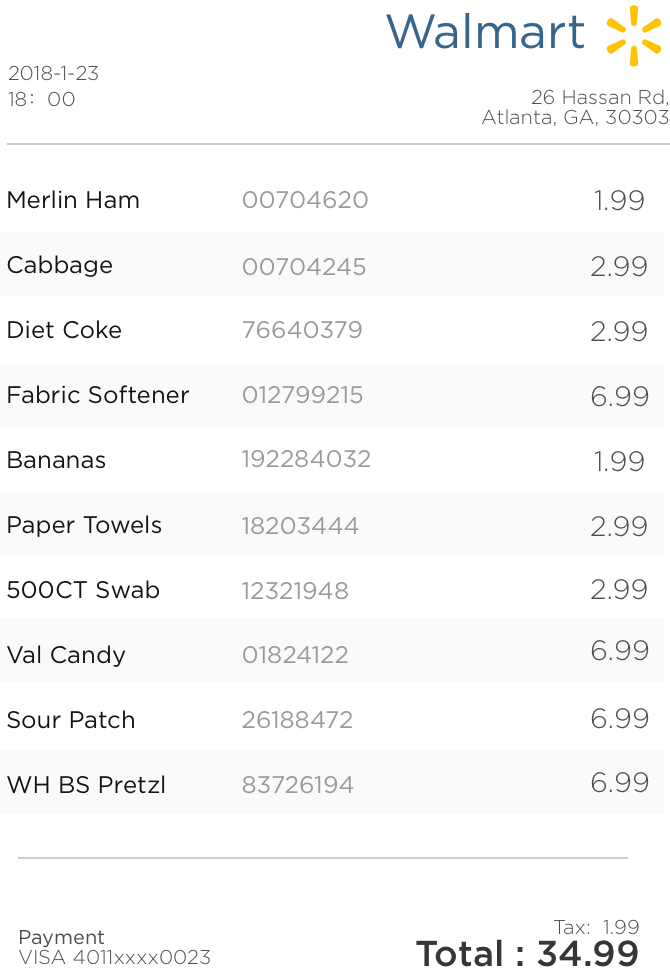 Walmart
2018-1-23
18: 00
26 Hassan Rd,
Atlanta, GA, 30303
Merlin Ham 00704620 1.99
Cabbage 00704245 2.99
Diet Coke 76640379 2.99
Fabric Softener 012799215 6.99
Bananas 192284032 1.99
Paper Towels 18203444 2.99
500CT Swab 12321948 2.99
Val Candy 01824122 6.99
Sour Patch 26188472 6.99
WH BS Pretzl 83726194 6.99
Tax: 1.99
Payment
VISA 4011xxxx0023
Total : 34.99